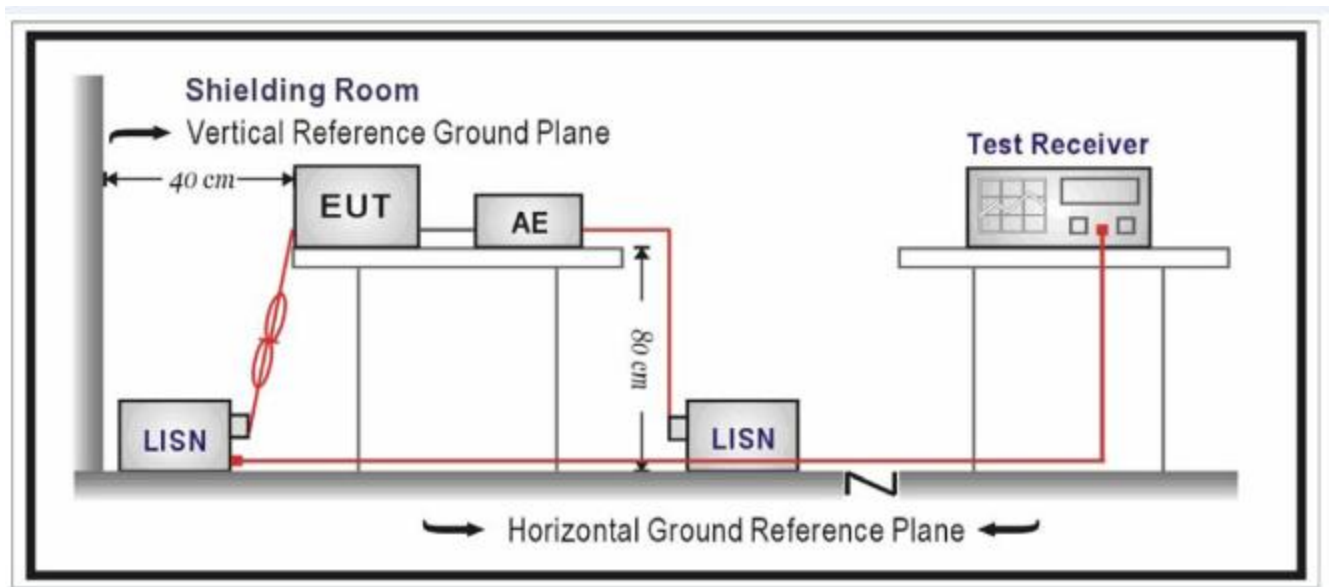 Shielding Room
Vertical Reference Ground Plane
Test Receiver
40 cm
EUT
AE
80 cm
LISN
LISN
Horizontal Ground Reference Plane